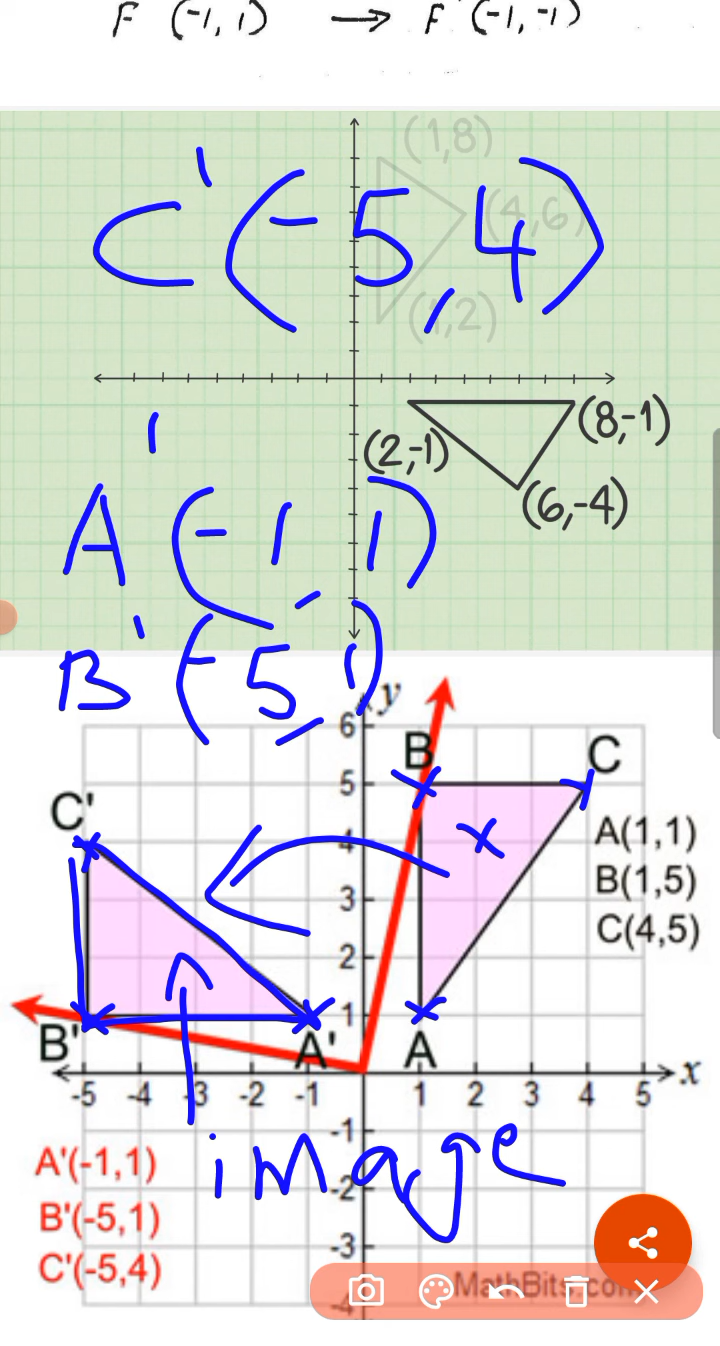 F (-1, 1) → F (-1, -1)
(1,8)
C'(-5,4)
(4,6)
(1,2)
(8,-1)
(2,-1)
(6,-4)
A'(-1,1)
B'(-5,1)
y
6
B C
5
C'
4
A(1,1)
3
B(1,5)
C(4,5)
2
1
B' A' A
x
-5 -4 -3 -2 -1 1 2 3 4 5
-1
image
A'(-1,1)
-2
B'(-5,1)
-3
C'(-5,4)
MathBits.com
-4